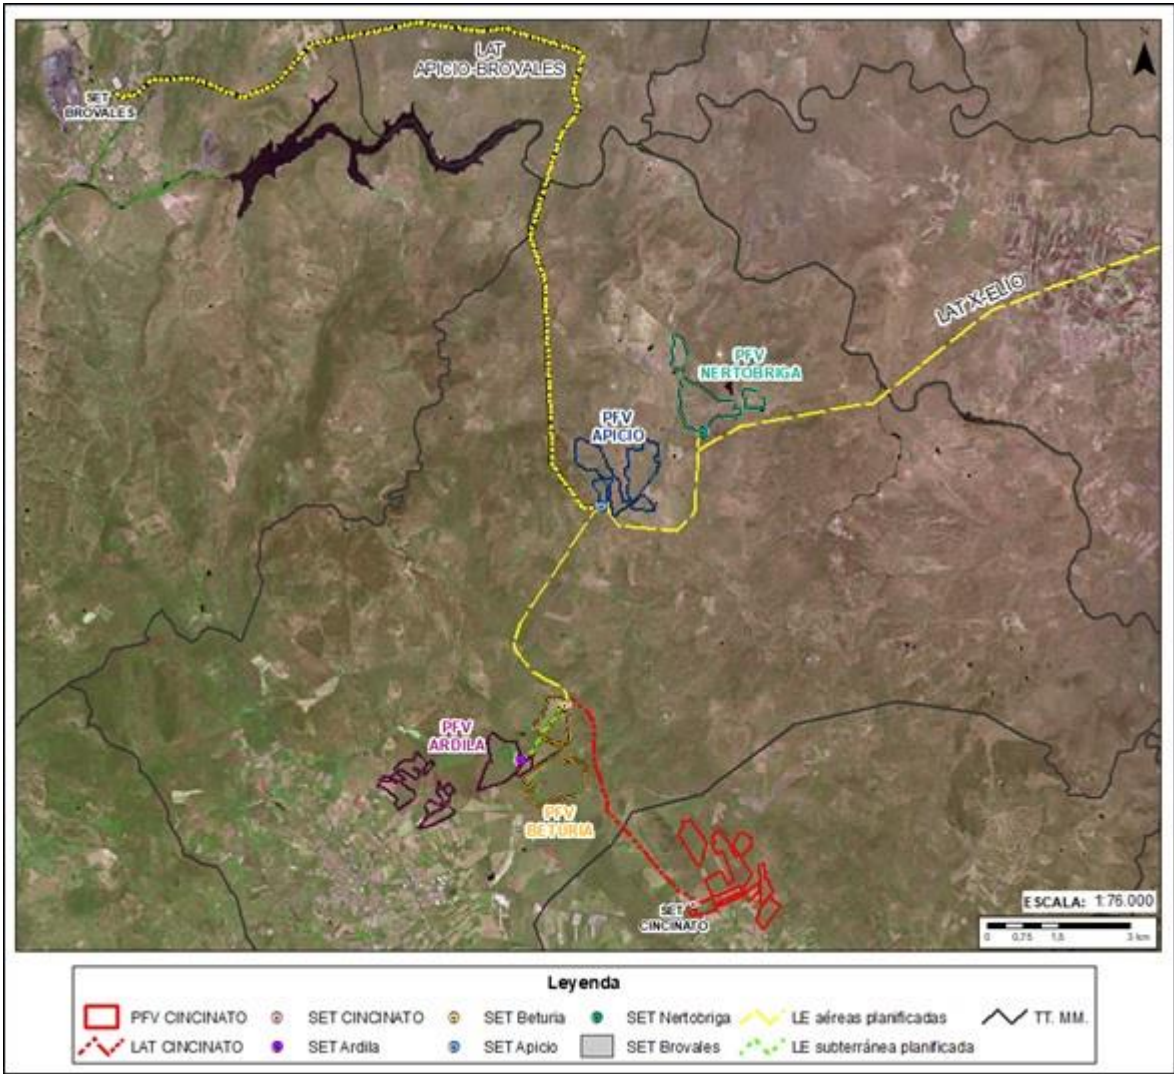 N
LAT
APICIO-BROVALES
SET
BROVALES
LAT X-ELIO
PFV
NERTOBRIGA
PFV
APICIO
PFV
ARDILA
PFV
BETURIA
SET
CINCINATO
ESCALA: 1:76.000
0 0,75 1,5 3 km
Leyenda
PFV CINCINATO SET CINCINATO SET Beturia SET Nertobriga LE aéreas planificadas TT. MM.
LAT CINCINATO SET Ardila SET Apicio SET Brovales LE subterránea planificada